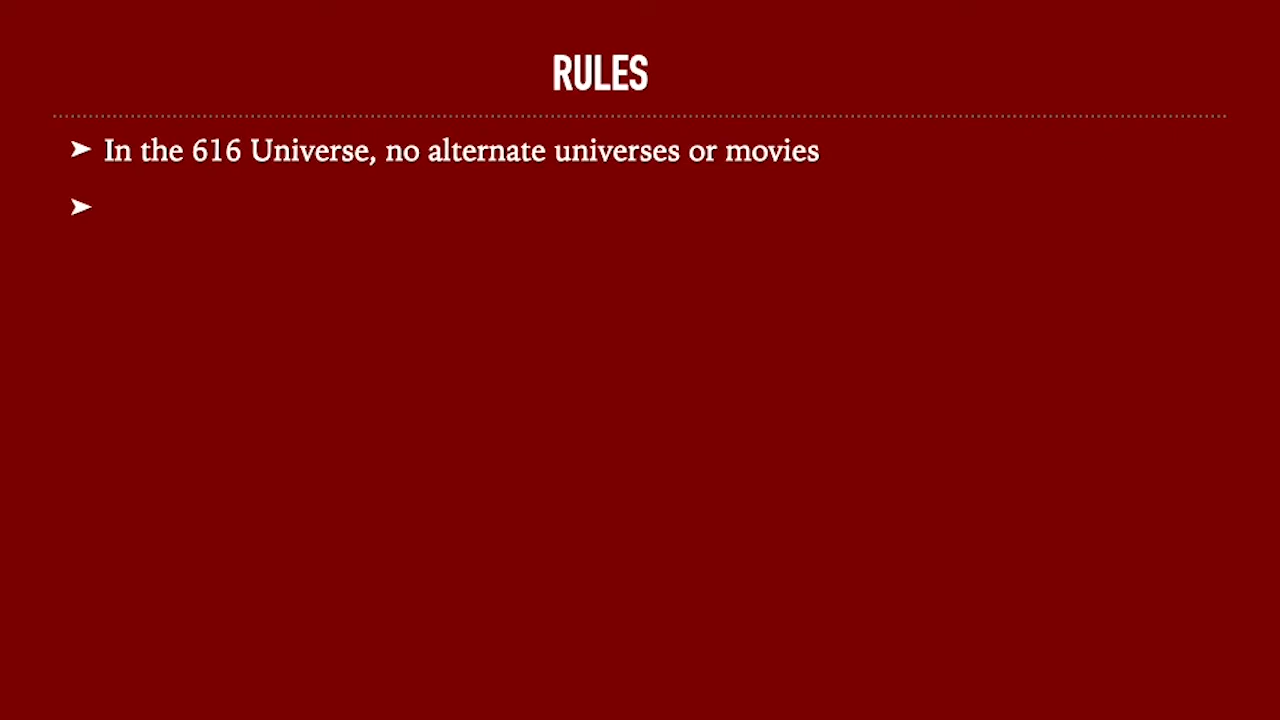 RULES
➤ In the 616 Universe, no alternate universes or movies
➤